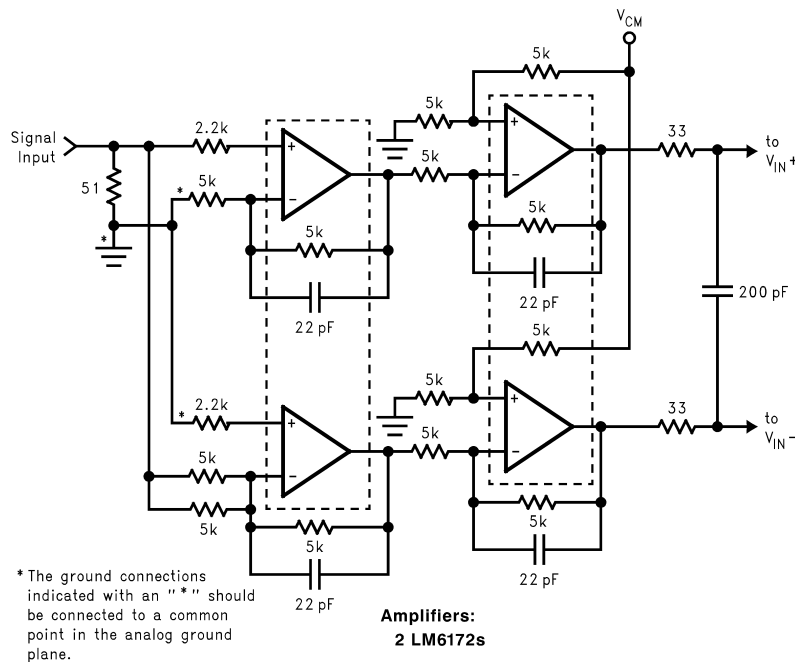 V_CM
5k
5k
Signal
Input
2.2k
+
+
5k
33
to
V_IN+
51
*
5k
−
−
*
5k
5k
22 pF
22 pF
200 pF
5k
5k
2.2k
*
+
+
5k
33
to
V_IN−
5k
−
−
5k
5k
5k
22 pF
22 pF
* The ground connections
indicated with an "*" should
be connected to a common
point in the analog ground
plane.
Amplifiers:
2 LM6172s